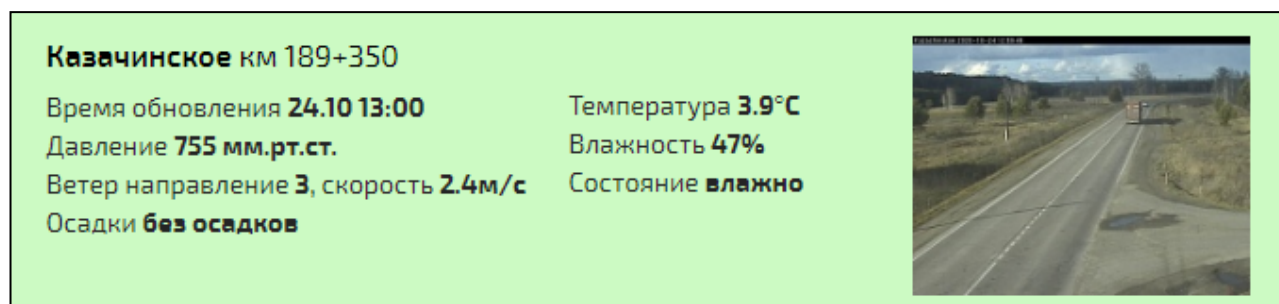 Казачинское км 189+350
Время обновления 24.10 13:00
Давление 755 мм.рт.ст.
Ветер направление З, скорость 2.4м/с
Осадки без осадков
Температура 3.9°C
Влажность 47%
Состояние влажно